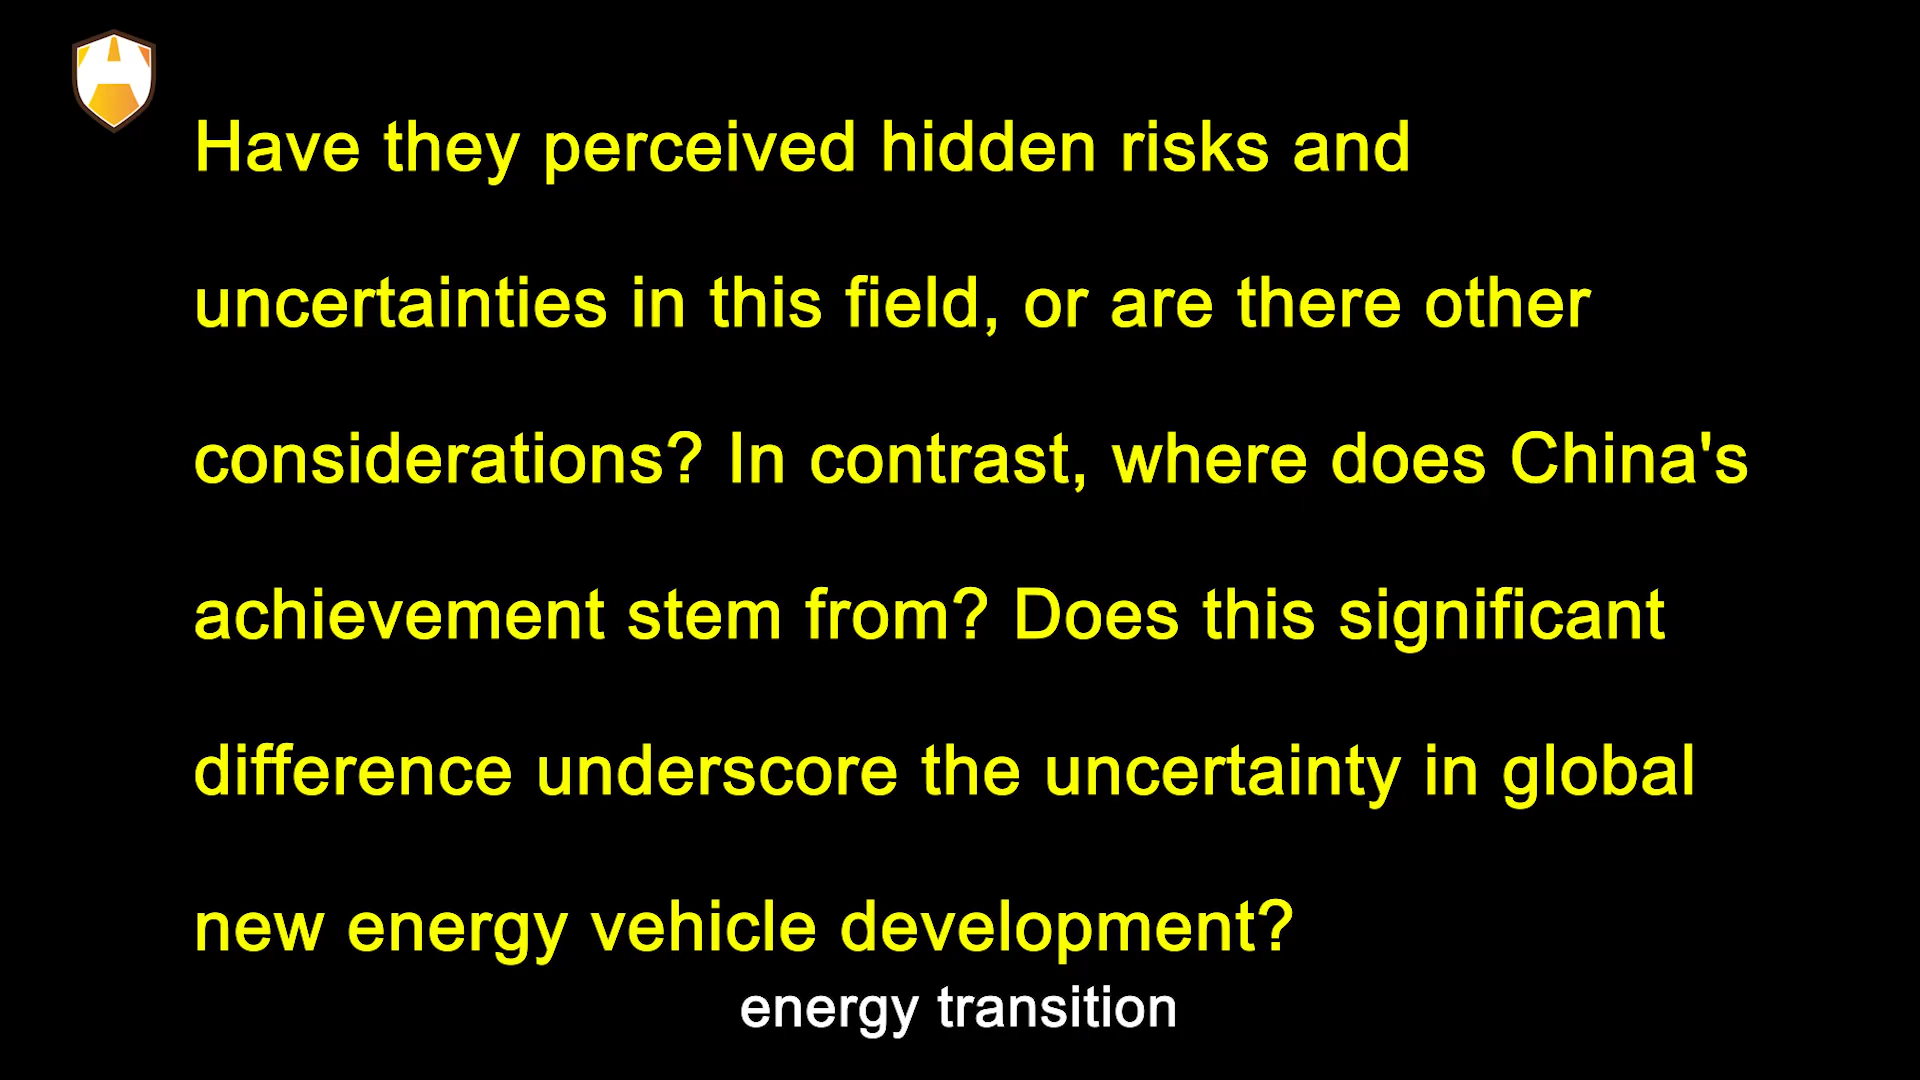 Have they perceived hidden risks and
uncertainties in this field, or are there other
considerations? In contrast, where does China's
achievement stem from? Does this significant
difference underscore the uncertainty in global
new energy vehicle development?
energy transition